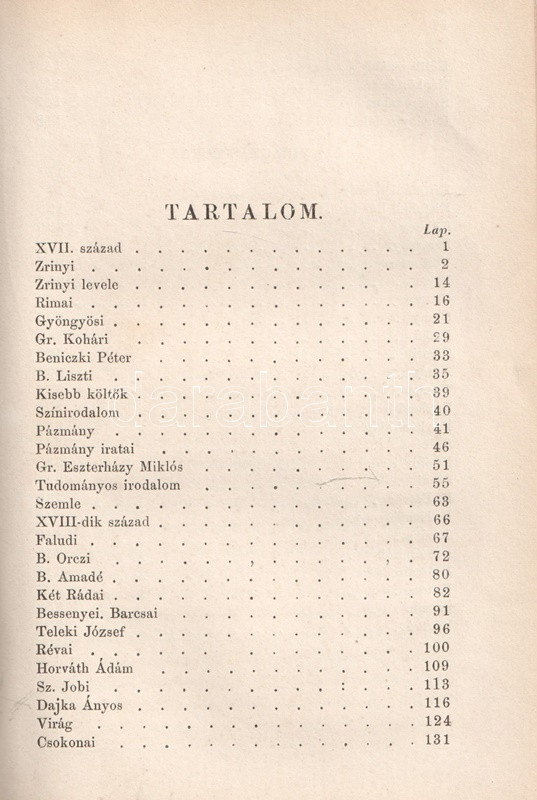 TARTALOM.
Lap.
XVII. század . . . . . . . . . . . . . 1
Zrinyi . . . . . . . . . . . . . . 2
Zrinyi levele . . . . . . . . . . . . . 14
Rimai . . . . . . . . . . . . . . 16
Gyöngyösi . . . . . . . . . . . . . 21
Gr. Kohári . . . . . . . . . . . . . 29
Beniczki Péter . . . . . . . . . . . . 33
B. Liszti . . . . . . . . . . . . . 35
Kisebb költők . . . . . . . . . . . . 39
Színirodalom . . . . . . . . . . . . 40
Pázmány . . . . . . . . . . . . . 41
Pázmány iratai . . . . . . . . . . . . 46
Gr. Eszterházy Miklós . . . . . . . . . . 51
Tudományos irodalom . . . . . . . . . . 55
Szemle . . . . . . . . . . . . . . 63
XVIII-dik század . . . . . . . . . . . . 66
Faludi . . . . . . . . . . . . . . 67
B. Orczi . . . . . . . . . . . . . 72
B. Amadé . . . . . . . . . . . . . 80
Két Rádai . . . . . . . . . . . . . 82
Bessenyei. Barcsai . . . . . . . . . . . 91
Teleki József . . . . . . . . . . . . . 96
Révai . . . . . . . . . . . . . . 100
Horváth Ádám . . . . . . . . . . . . 109
Sz. Jobi . . . . . . . . . . . . . 113
Dajka Ányos . . . . . . . . . . . . 116
Virág . . . . . . . . . . . . . . 124
Csokonai . . . . . . . . . . . . . 131
darabanth